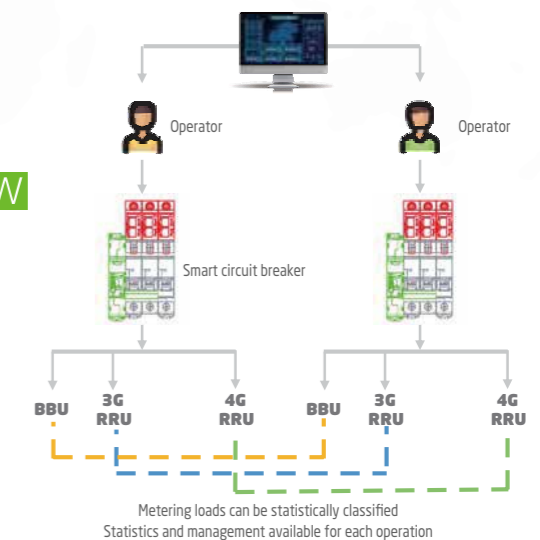 Operator
Operator
W
Smart circuit breaker
BBU
3G
RRU
4G
RRU
BBU
3G
RRU
4G
RRU
Metering loads can be statistically classified
Statistics and management available for each operation